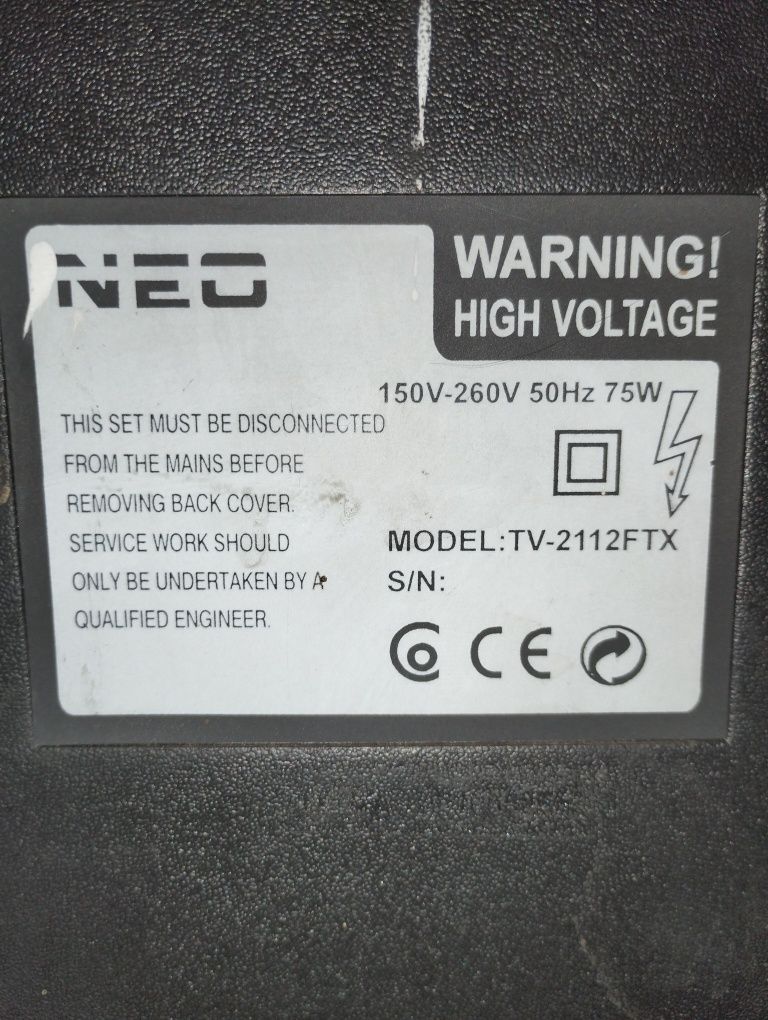 NEO
WARNING!
HIGH VOLTAGE
150V-260V 50Hz 75W
THIS SET MUST BE DISCONNECTED
FROM THE MAINS BEFORE
REMOVING BACK COVER.
SERVICE WORK SHOULD
ONLY BE UNDERTAKEN BY A
QUALIFIED ENGINEER.
MODEL:TV-2112FTX
S/N:
CE